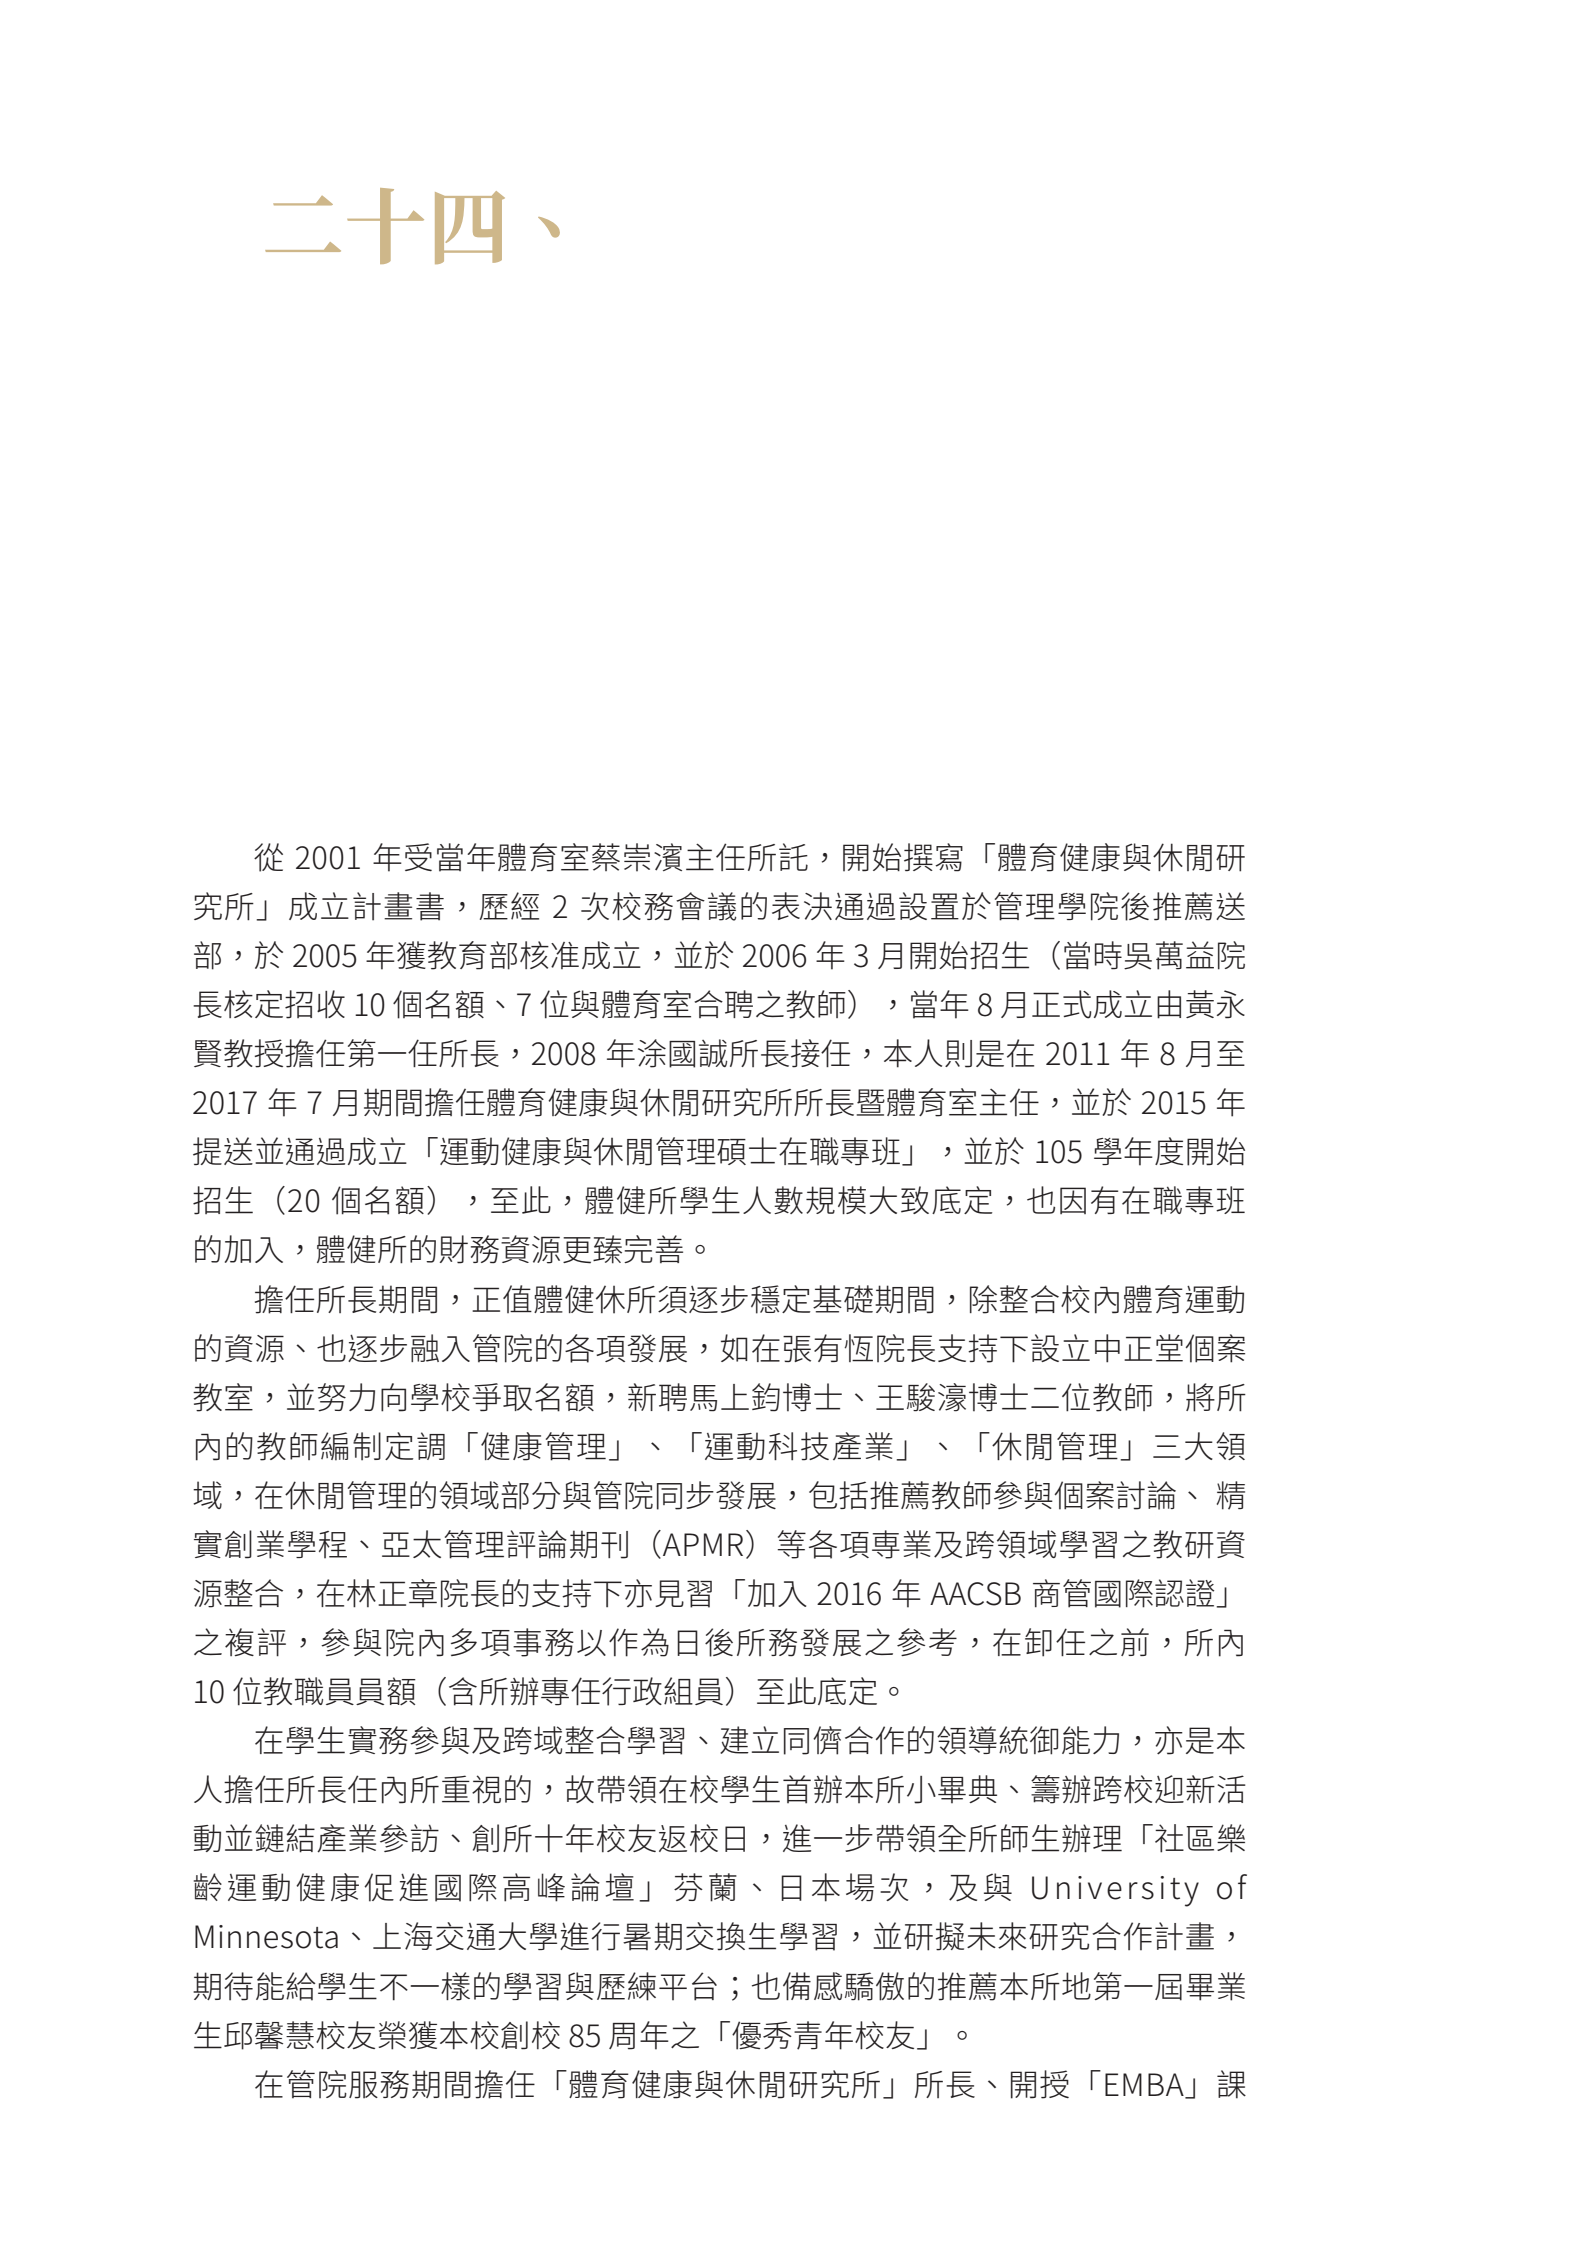 二十四、
從 2001 年受當年體育室蔡崇濱主任所託，開始撰寫「體育健康與休閒研
究所」成立計畫書，歷經 2 次校務會議的表決通過設置於管理學院後推薦送
部，於 2005 年獲教育部核准成立，並於 2006 年 3 月開始招生（當時吳萬益院
長核定招收 10 個名額、7 位與體育室合聘之教師），當年 8 月正式成立由黃永
賢教授擔任第一任所長，2008 年涂國誠所長接任，本人則是在 2011 年 8 月至
2017 年 7 月期間擔任體育健康與休閒研究所所長暨體育室主任，並於 2015 年
提送並通過成立「運動健康與休閒管理碩士在職專班」，並於 105 學年度開始
招生（20 個名額），至此，體健所學生人數規模大致底定，也因有在職專班
的加入，體健所的財務資源更臻完善。
擔任所長期間，正值體健休所須逐步穩定基礎期間，除整合校內體育運動
的資源、也逐步融入管院的各項發展，如在張有恆院長支持下設立中正堂個案
教室，並努力向學校爭取名額，新聘馬上鈞博士、王駿濠博士二位教師，將所
內的教師編制定調「健康管理」、「運動科技產業」、「休閒管理」三大領
域，在休閒管理的領域部分與管院同步發展，包括推薦教師參與個案討論、 精
實創業學程、亞太管理評論期刊（APMR）等各項專業及跨領域學習之教研資
源整合，在林正章院長的支持下亦見習「加入 2016 年 AACSB 商管國際認證」
之複評，參與院內多項事務以作為日後所務發展之參考，在卸任之前，所內
10 位教職員員額（含所辦專任行政組員）至此底定。
在學生實務參與及跨域整合學習、建立同儕合作的領導統御能力，亦是本
人擔任所長任內所重視的，故帶領在校學生首辦本所小畢典、籌辦跨校迎新活
動並鏈結產業參訪、創所十年校友返校日，進一步帶領全所師生辦理「社區樂
齡運動健康促進國際高峰論壇」芬蘭、日本場次，及與 University of
Minnesota、上海交通大學進行暑期交換生學習，並研擬未來研究合作計畫，
期待能給學生不一樣的學習與歷練平台；也備感驕傲的推薦本所地第一屆畢業
生邱馨慧校友榮獲本校創校 85 周年之「優秀青年校友」。
在管院服務期間擔任「體育健康與休閒研究所」所長、開授「EMBA」課